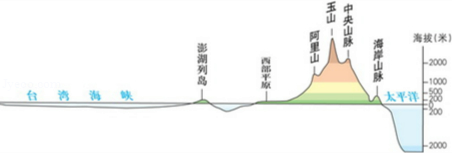 玉山
中央山脉
阿里山
海岸山脉
海拔(米)
澎湖列岛
西部平原
台湾海峡
太平洋
2000
1000
500
200
0
200
2000